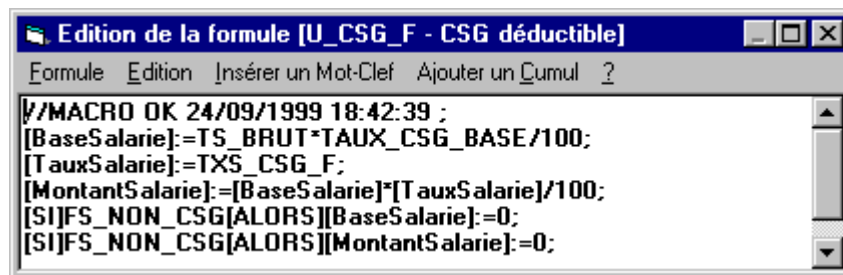 Edition de la formule [U_CSG_F - CSG déductible]
Formule Edition Insérer un Mot-Clef Ajouter un Cumul ?
//MACRO OK 24/09/1999 18:42:39 ;
[BaseSalarie]:=TS_BRUT*TAUX_CSG_BASE/100;
[TauxSalarie]:=TXS_CSG_F;
[MontantSalarie]:=[BaseSalarie]*[TauxSalarie]/100;
[SI]FS_NON_CSG[ALORS][BaseSalarie]:=0;
[SI]FS_NON_CSG[ALORS][MontantSalarie]:=0;